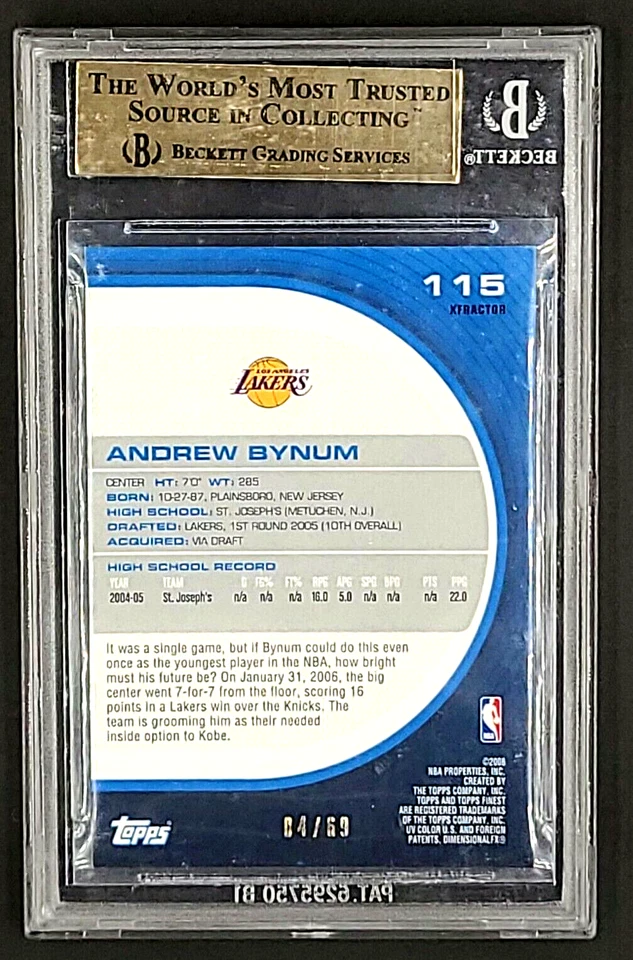 THE WORLD'S MOST TRUSTED
SOURCE IN COLLECTING™
(B) BECKETT GRADING SERVICES
B
BECKETT®
115
XFRACTOR
LOS ANGELES
LAKERS
ANDREW BYNUM
CENTER HT: 7'0" WT: 285
BORN: 10-27-87, PLAINSBORO, NEW JERSEY
HIGH SCHOOL: ST. JOSEPH'S (METUCHEN, N.J.)
DRAFTED: LAKERS, 1ST ROUND 2005 (10TH OVERALL)
ACQUIRED: VIA DRAFT
HIGH SCHOOL RECORD
YEAR TEAM G FG% FT% RPG APG SPG BPG PTS PPG
2004-05 St. Joseph's n/a n/a n/a 16.0 5.0 n/a n/a n/a 22.0
It was a single game, but if Bynum could do this even
once as the youngest player in the NBA, how bright
must his future be? On January 31, 2006, the big
center went 7-for-7 from the floor, scoring 16
points in a Lakers win over the Knicks. The
team is grooming him as their needed
inside option to Kobe.
NBA
©2006
NBA PROPERTIES, INC.
CREATED BY
THE TOPPS COMPANY, INC.
TOPPS AND TOPPS FINEST
ARE REGISTERED TRADEMARKS
OF THE TOPPS COMPANY, INC.
UV COLOR U.S. AND FOREIGN
PATENTS, DIMENSIONALFX®
topps
04/69
PAT.6295750 B1